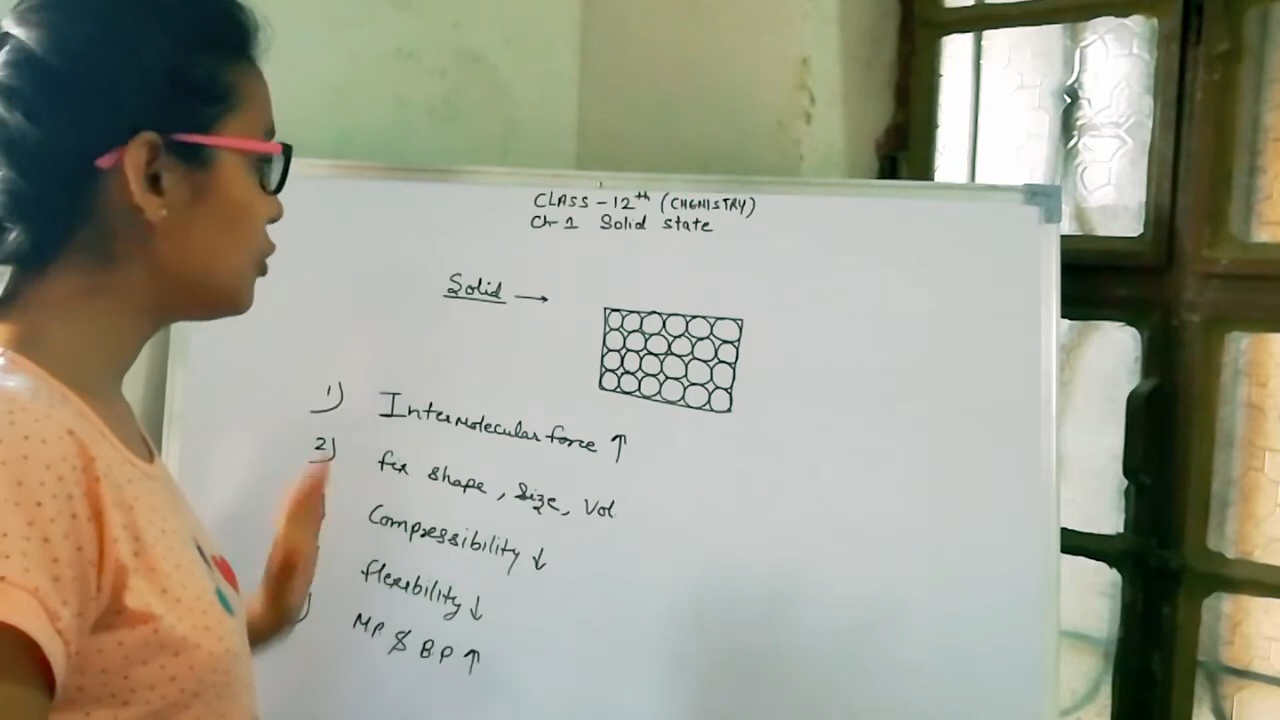 CLASS - 12th (CHEMISTRY)
Ch-1 Solid state
Solid →
1) Intermolecular force ↑
2) fix shape, Size, Vol
Compressibility ↓
flexibility ↓
MP & BP ↑